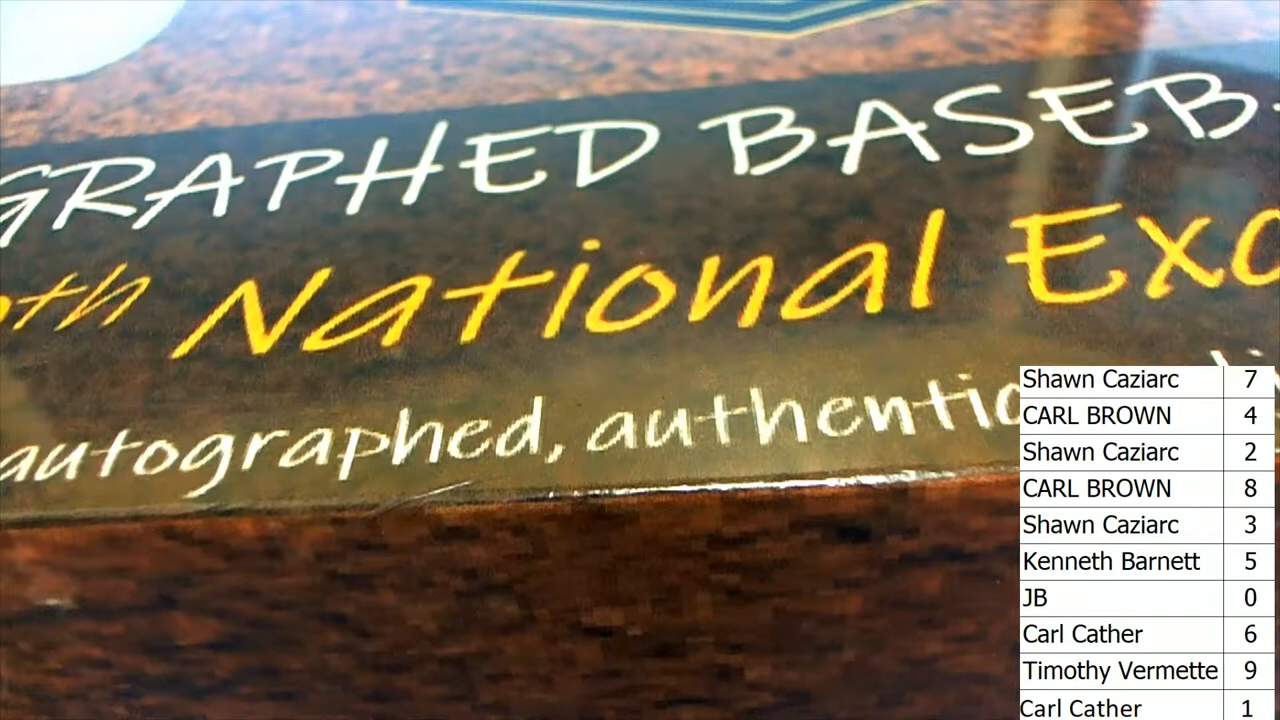 GRAPHED BASEB
th National Exc
autographed, authentic
Shawn Caziarc 7
CARL BROWN 4
Shawn Caziarc 2
CARL BROWN 8
Shawn Caziarc 3
Kenneth Barnett 5
JB 0
Carl Cather 6
Timothy Vermette 9
Carl Cather 1